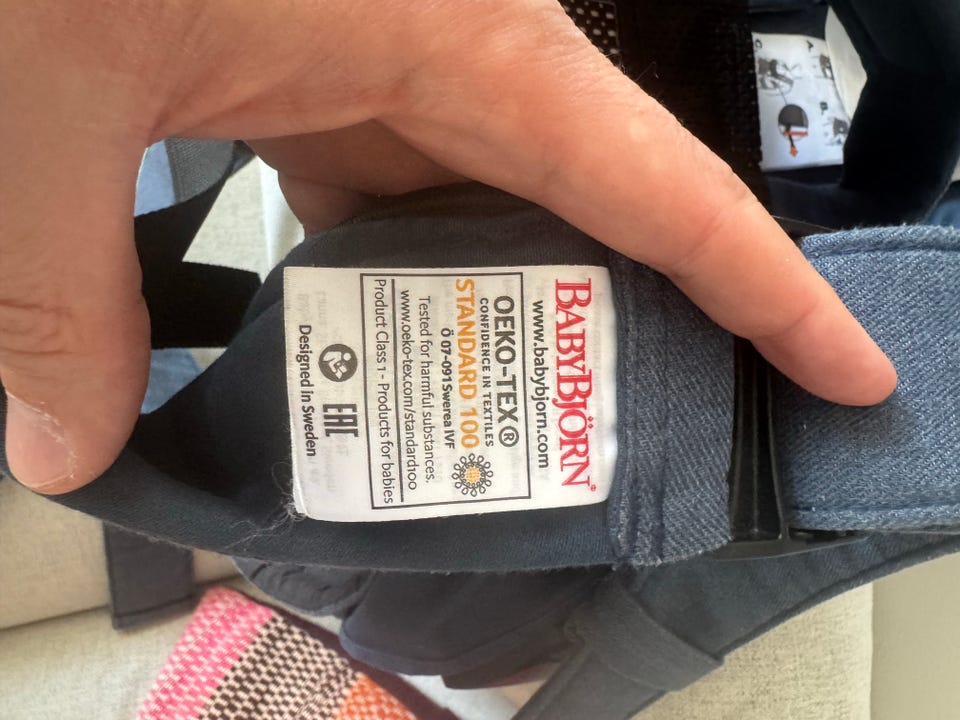 BABYBJÖRN®
www.babybjorn.com
OEKO-TEX®
CONFIDENCE IN TEXTILES
STANDARD 100
Ö 07-091 Swerea IVF
Tested for harmful substances.
www.oeko-tex.com/standard100
Product Class 1 - Products for babies
EAC
Designed in Sweden